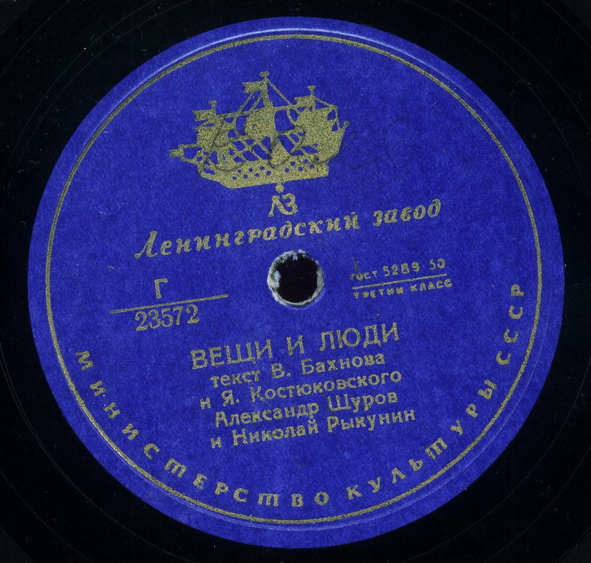 ЛЗ
Ленинградский завод
Г
23572
ГОСТ 5289-50
ТРЕТИЙ КЛАСС
ВЕЩИ И ЛЮДИ
текст В. Бахнова
и Я. Костюковского
Александр Шуров
и Николай Рыкунин
МИНИСТЕРСТВО КУЛЬТУРЫ СССР